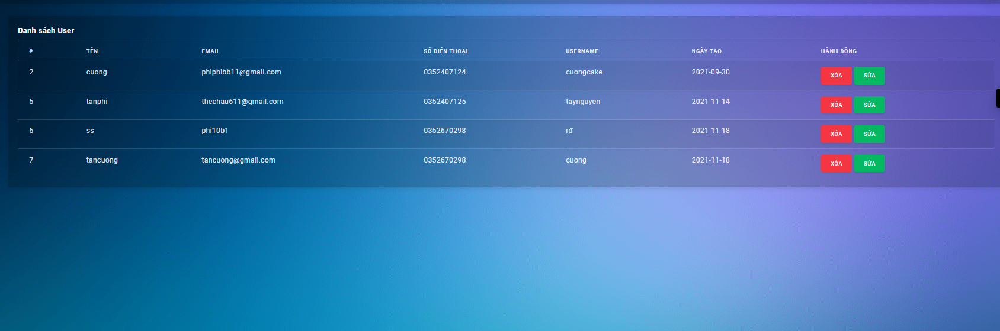 Danh sách User
# TÊN EMAIL SỐ ĐIỆN THOẠI USERNAME NGÀY TẠO HÀNH ĐỘNG
2 cuong phiphibb11@gmail.com 0352407124 cuongcake 2021-09-30 XÓA SỬA
5 tanphi thechau611@gmail.com 0352407125 taynguyen 2021-11-14 XÓA SỬA
6 ss phi10b1 0352670298 rđ 2021-11-18 XÓA SỬA
7 tancuong tancuong@gmail.com 0352670298 cuong 2021-11-18 XÓA SỬA